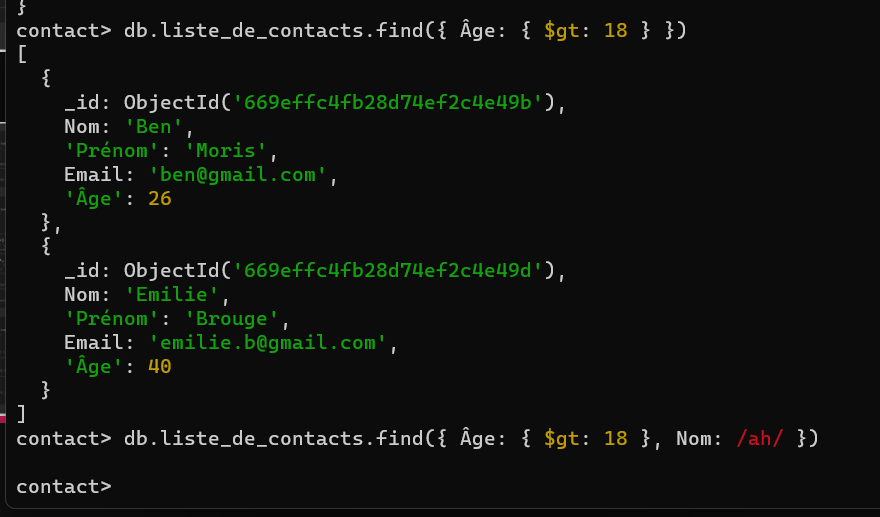 }
contact> db.liste_de_contacts.find({ Âge: { $gt: 18 } })
[
  {
    _id: ObjectId('669effc4fb28d74ef2c4e49b'),
    Nom: 'Ben',
    'Prénom': 'Moris',
    Email: 'ben@gmail.com',
    'Âge': 26
  },
  {
    _id: ObjectId('669effc4fb28d74ef2c4e49d'),
    Nom: 'Emilie',
    'Prénom': 'Brouge',
    Email: 'emilie.b@gmail.com',
    'Âge': 40
  }
]
contact> db.liste_de_contacts.find({ Âge: { $gt: 18 }, Nom: /ah/ })
contact>